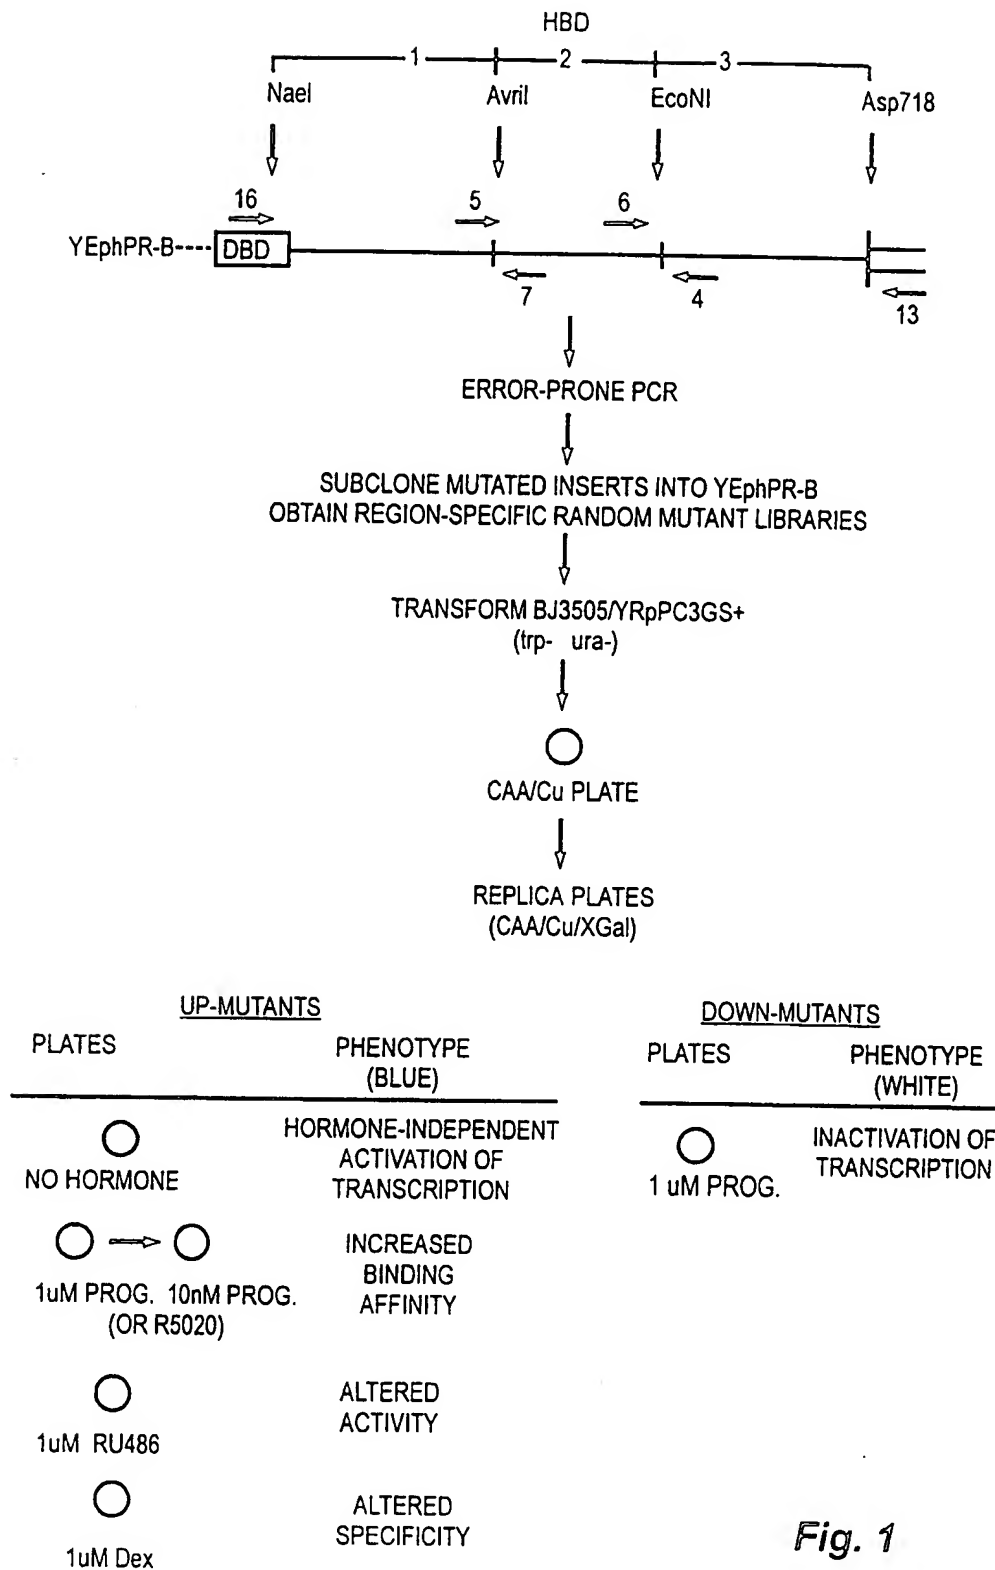 HBD
1 2 3
NaeI AvrII EcoNI Asp718
16 5 6
YEphPR-B DBD
7 4 13
ERROR-PRONE PCR
SUBCLONE MUTATED INSERTS INTO YEphPR-B
OBTAIN REGION-SPECIFIC RANDOM MUTANT LIBRARIES
TRANSFORM BJ3505/YRpPC3GS+
(trp- ura-)
CAA/Cu PLATE
REPLICA PLATES
(CAA/Cu/XGal)
UP-MUTANTS
PLATES PHENOTYPE
(BLUE)
HORMONE-INDEPENDENT
ACTIVATION OF
TRANSCRIPTION
NO HORMONE
INCREASED
BINDING
AFFINITY
1uM PROG. 10nM PROG.
(OR R5020)
ALTERED
ACTIVITY
1uM RU486
ALTERED
SPECIFICITY
1uM Dex
DOWN-MUTANTS
PLATES PHENOTYPE
(WHITE)
INACTIVATION OF
TRANSCRIPTION
1 uM PROG.
Fig. 1